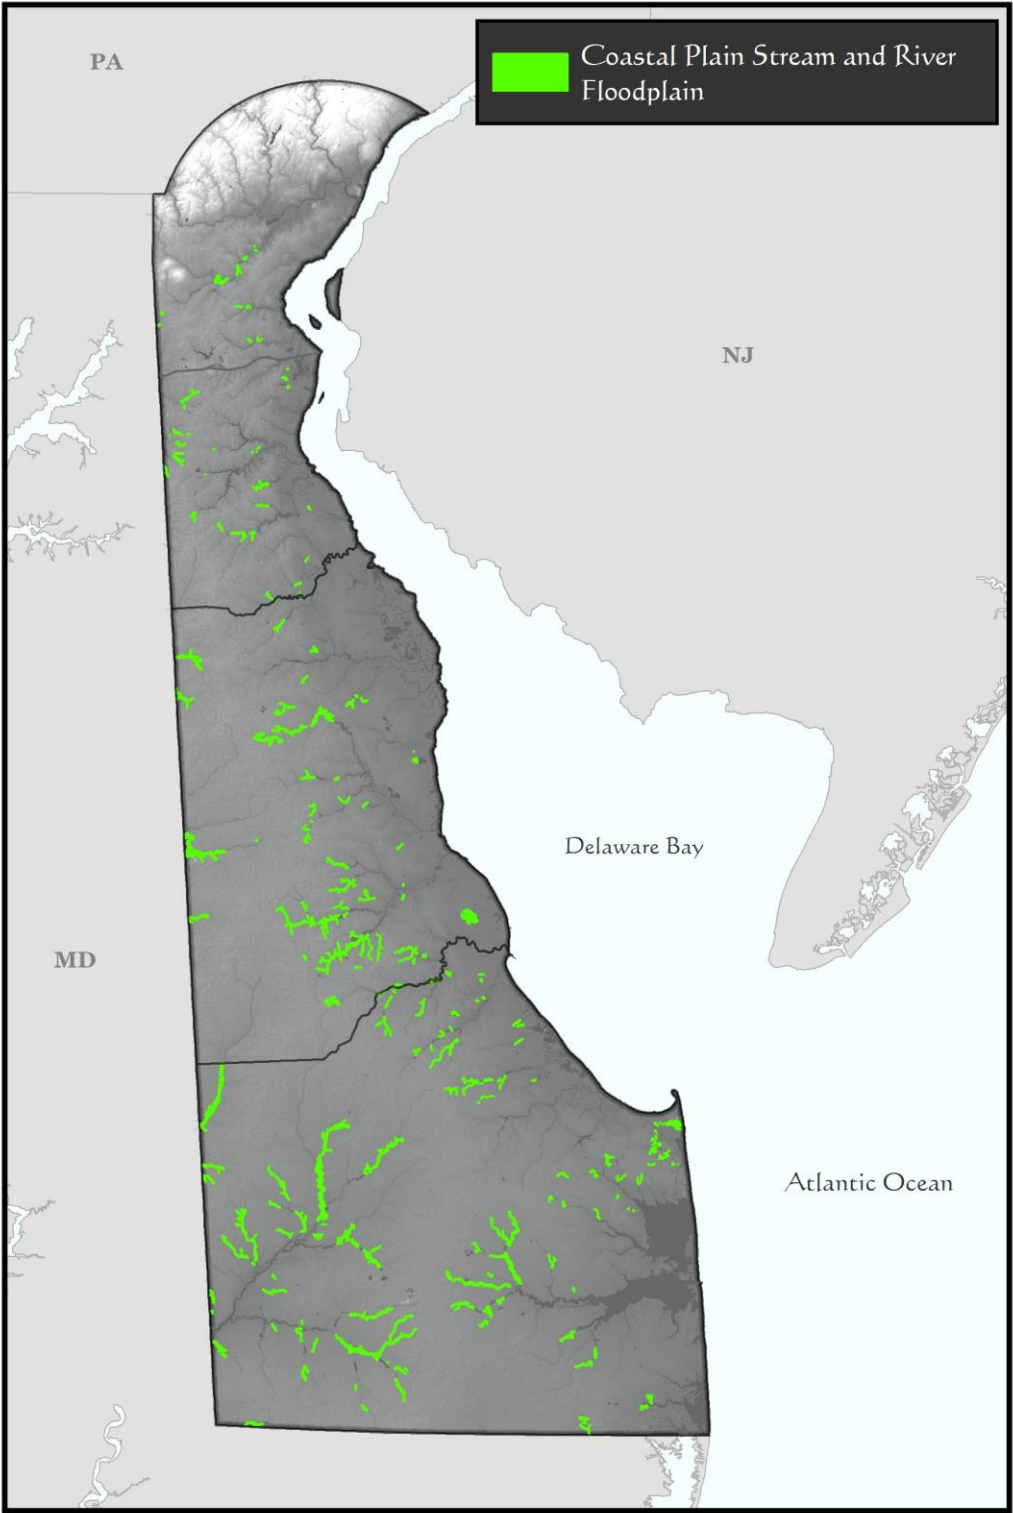 PA
Coastal Plain Stream and River
Floodplain
NJ
Delaware Bay
MD
Atlantic Ocean